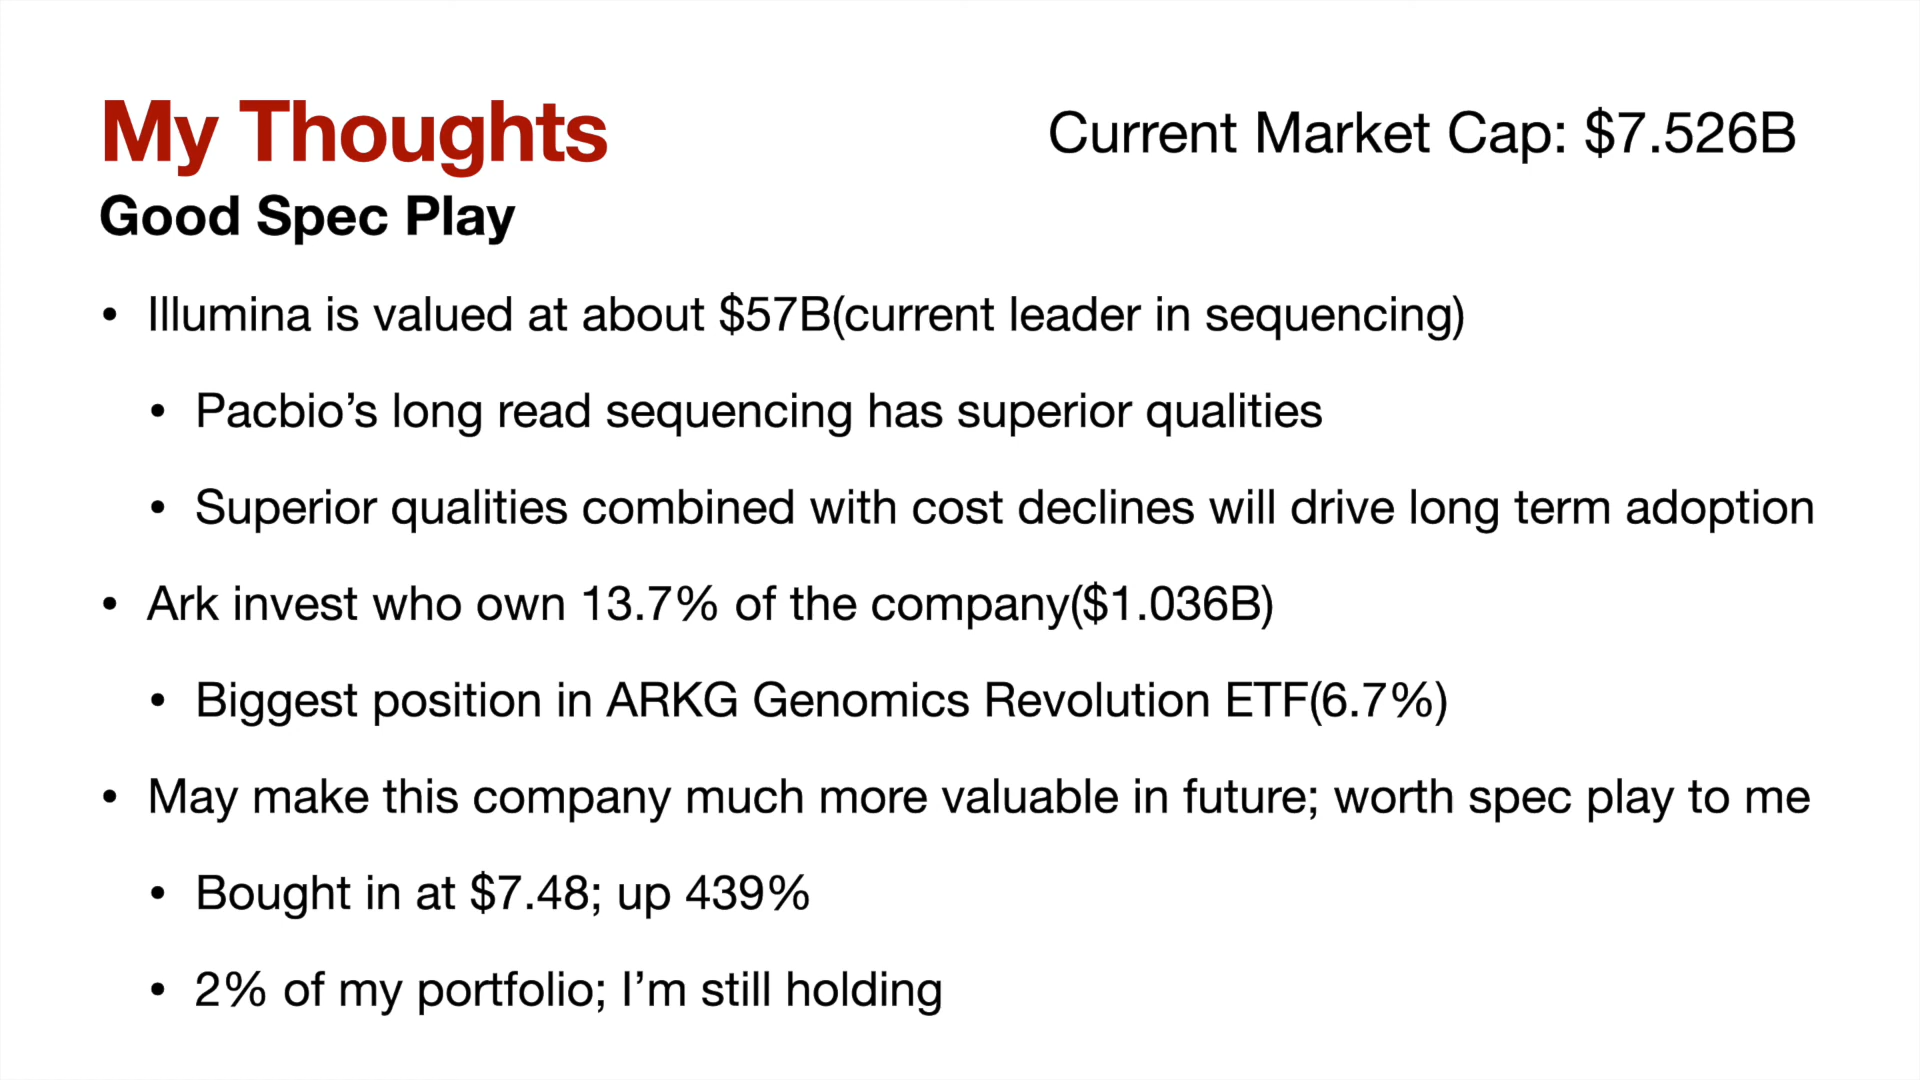 My Thoughts
Current Market Cap: $7.526B
Good Spec Play
• Illumina is valued at about $57B(current leader in sequencing)
• Pacbio’s long read sequencing has superior qualities
• Superior qualities combined with cost declines will drive long term adoption
• Ark invest who own 13.7% of the company($1.036B)
• Biggest position in ARKG Genomics Revolution ETF(6.7%)
• May make this company much more valuable in future; worth spec play to me
• Bought in at $7.48; up 439%
• 2% of my portfolio; I’m still holding